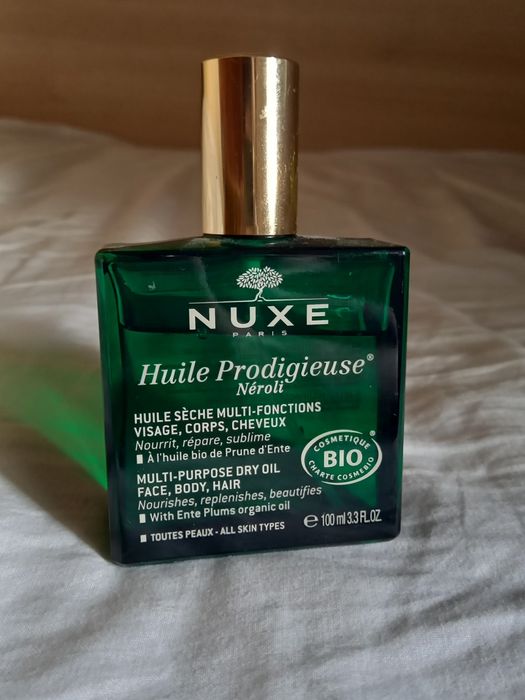 NUXE
PARIS
Huile Prodigieuse®
Néroli
HUILE SÈCHE MULTI-FONCTIONS
VISAGE, CORPS, CHEVEUX
Nourrit, répare, sublime
■ À l'huile bio de Prune d'Ente
MULTI-PURPOSE DRY OIL
FACE, BODY, HAIR
Nourishes, replenishes, beautifies
■ With Ente Plums organic oil
■ TOUTES PEAUX - ALL SKIN TYPES
COSMETIQUE
BIO
CHARTE COSMEBIO
℮ 100 ml 3.3 FL.OZ.